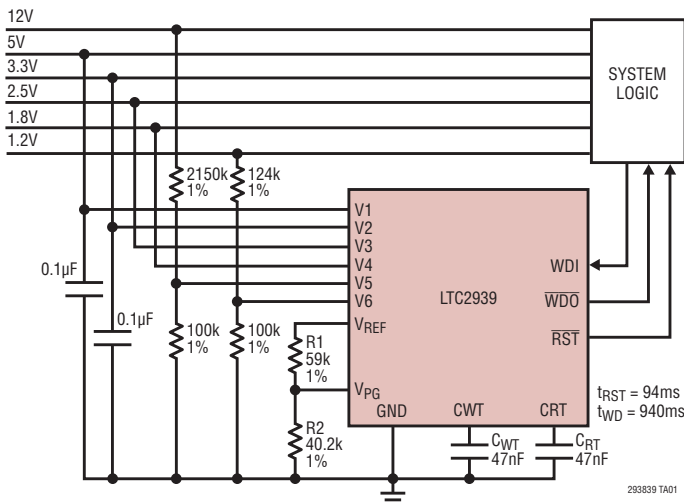 12V
5V
3.3V
2.5V
1.8V
1.2V
SYSTEM
LOGIC
2150k
1%
124k
1%
V1
V2
V3
V4
V5
V6
VREF
VPG
GND
CWT
CRT
WDI
WDO
RST
LTC2939
0.1µF
0.1µF
100k
1%
100k
1%
R1
59k
1%
R2
40.2k
1%
CWT
47nF
CRT
47nF
tRST = 94ms
tWD = 940ms
293839 TA01